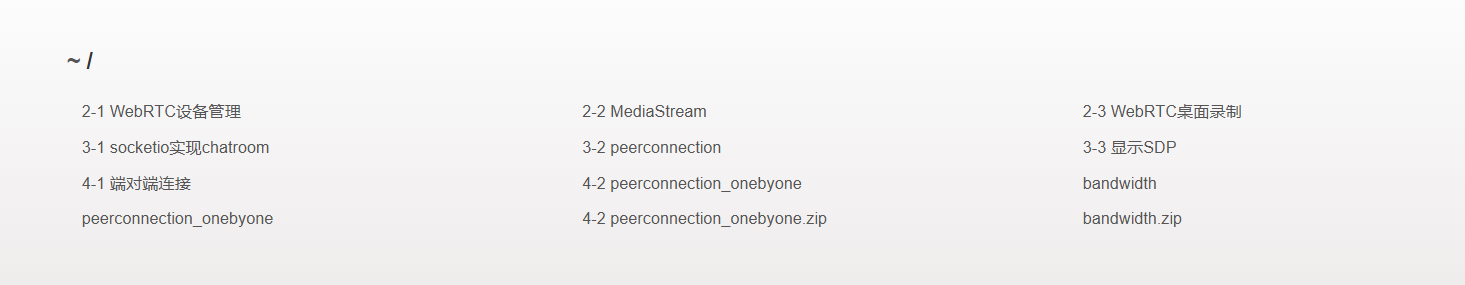 ~ /
2-1 WebRTC设备管理 2-2 MediaStream 2-3 WebRTC桌面录制
3-1 socketio实现chatroom 3-2 peerconnection 3-3 显示SDP
4-1 端对端连接 4-2 peerconnection_onebyone bandwidth
peerconnection_onebyone 4-2 peerconnection_onebyone.zip bandwidth.zip